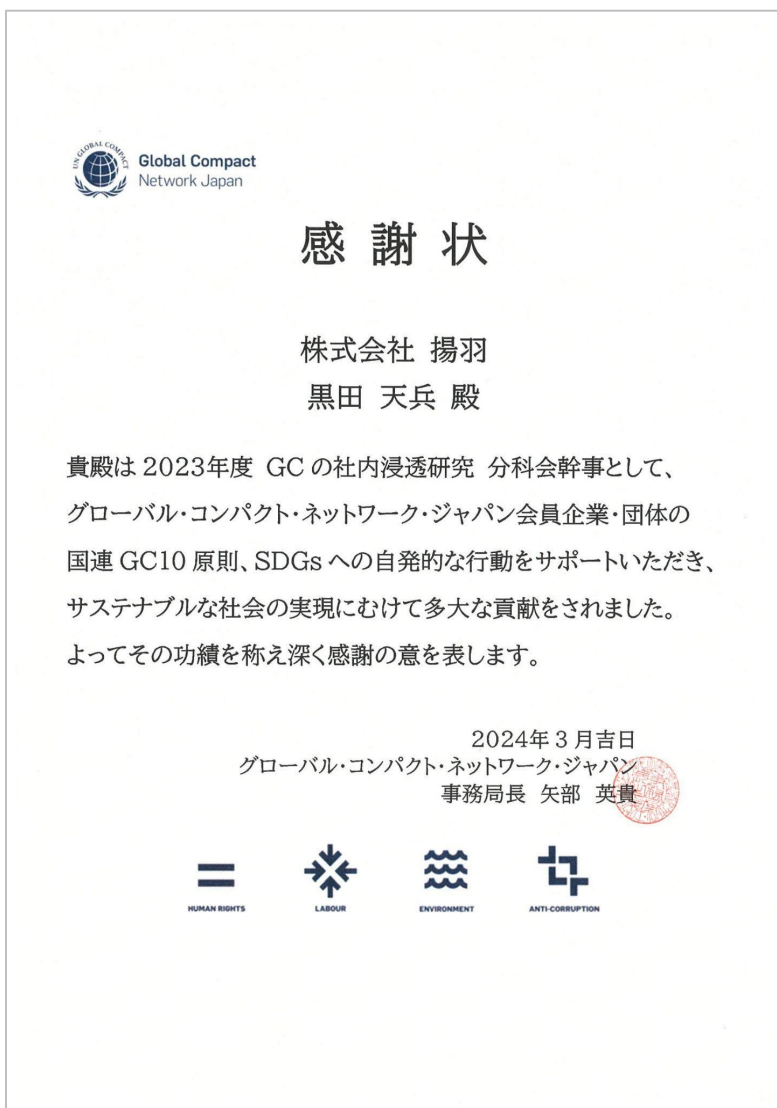 UN GLOBAL COMPACT
Global Compact
Network Japan
感 謝 状
株式会社 揚羽
黒田 天兵 殿
貴殿は 2023年度 GC の社内浸透研究 分科会幹事として、
グローバル・コンパクト・ネットワーク・ジャパン会員企業・団体の
国連 GC10 原則、SDGs への自発的な行動をサポートいただき、
サステナブルな社会の実現にむけて多大な貢献をされました。
よってその功績を称え深く感謝の意を表します。
2024年 3 月吉日
グローバル・コンパクト・ネットワーク・ジャパン
事務局長 矢部 英貴
HUMAN RIGHTS LABOUR ENVIRONMENT ANTI-CORRUPTION